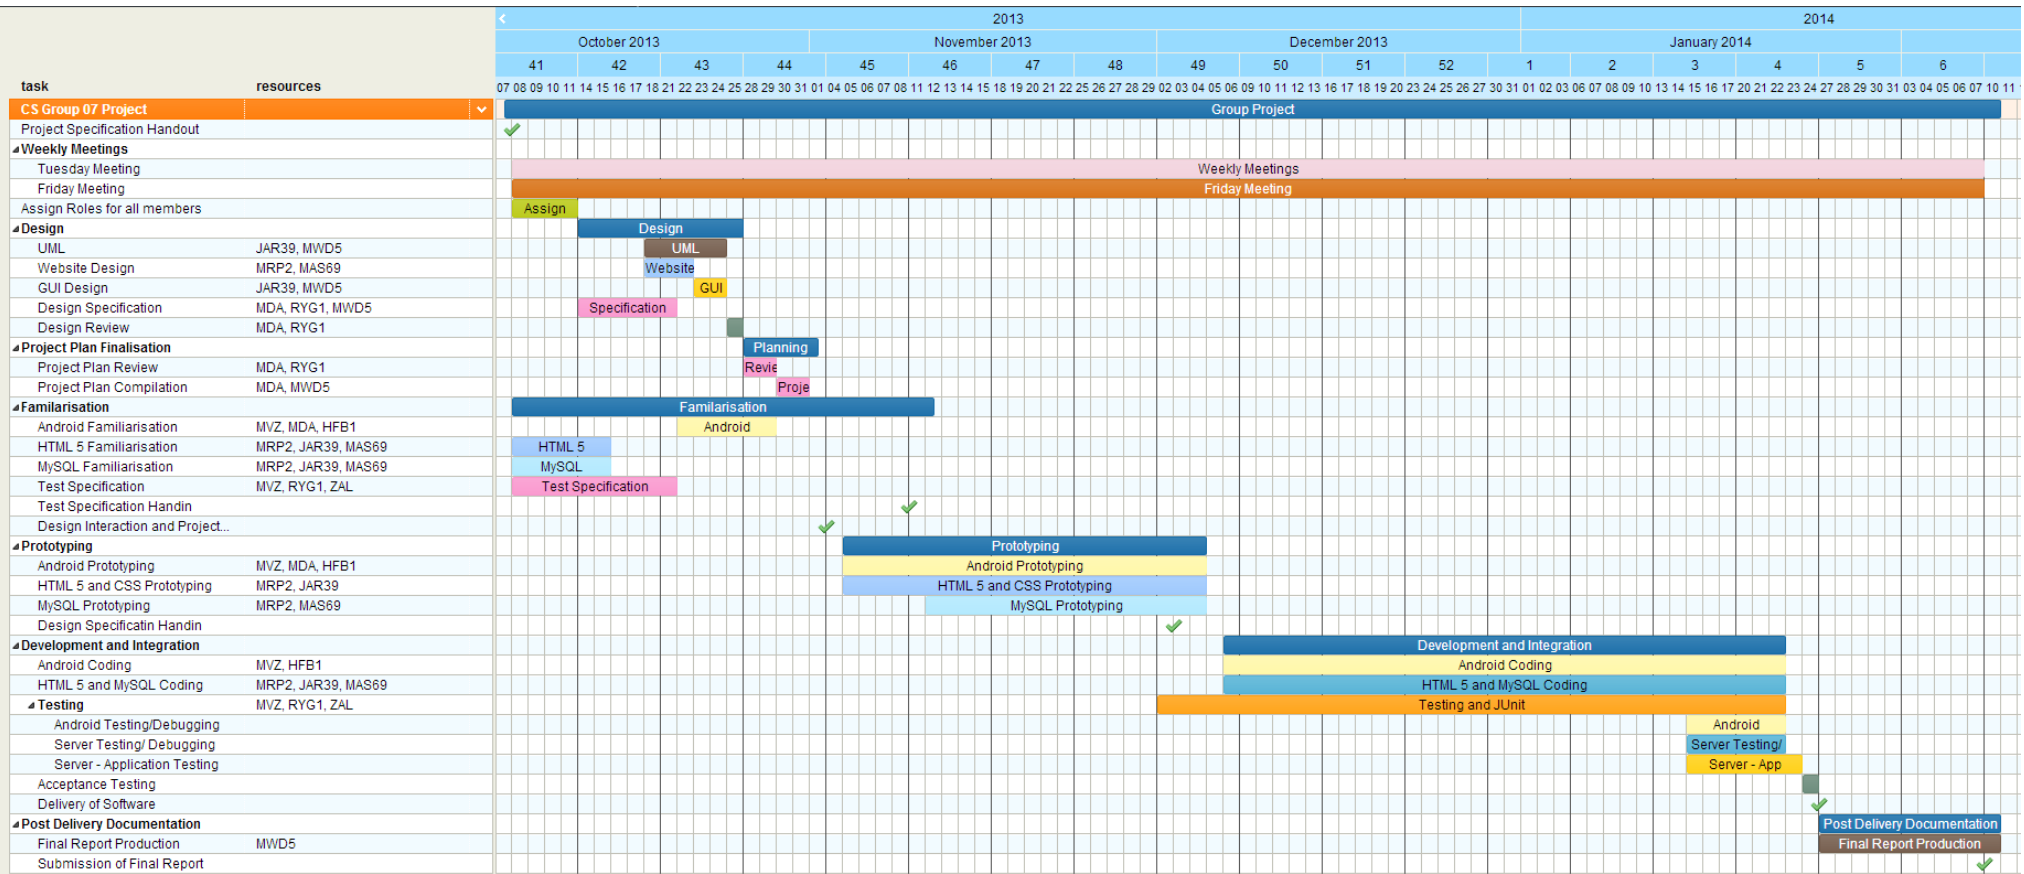 2013 2014
October 2013 November 2013 December 2013 January 2014
41 42 43 44 45 46 47 48 49 50 51 52 1 2 3 4 5 6
task resources 07 08 09 10 11 14 15 16 17 18 21 22 23 24 25 28 29 30 31 01 04 05 06 07 08 11 12 13 14 15 18 19 20 21 22 25 26 27 28 29 02 03 04 05 06 09 10 11 12 13 16 17 18 19 20 23 24 25 26 27 30 31 01 02 03 06 07 08 09 10 13 14 15 16 17 20 21 22 23 24 27 28 29 30 31 03 04 05 06 07 10 11
CS Group 07 Project Group Project
Project Specification Handout
Weekly Meetings
Tuesday Meeting Weekly Meetings
Friday Meeting Friday Meeting
Assign Roles for all members Assign
Design Design
UML JAR39, MWD5 UML
Website Design MRP2, MAS69 Website
GUI Design JAR39, MWD5 GUI
Design Specification MDA, RYG1, MWD5 Specification
Design Review MDA, RYG1
Project Plan Finalisation Planning
Project Plan Review MDA, RYG1 Revie
Project Plan Compilation MDA, MWD5 Proje
Familarisation Familarisation
Android Familiarisation MVZ, MDA, HFB1 Android
HTML 5 Familiarisation MRP2, JAR39, MAS69 HTML 5
MySQL Familiarisation MRP2, JAR39, MAS69 MySQL
Test Specification MVZ, RYG1, ZAL Test Specification
Test Specification Handin
Design Interaction and Project...
Prototyping Prototyping
Android Prototyping MVZ, MDA, HFB1 Android Prototyping
HTML 5 and CSS Prototyping MRP2, JAR39 HTML 5 and CSS Prototyping
MySQL Prototyping MRP2, MAS69 MySQL Prototyping
Design Specificatin Handin
Development and Integration Development and Integration
Android Coding MVZ, HFB1 Android Coding
HTML 5 and MySQL Coding MRP2, JAR39, MAS69 HTML 5 and MySQL Coding
Testing MVZ, RYG1, ZAL Testing and JUnit
Android Testing/Debugging Android
Server Testing/ Debugging Server Testing/
Server - Application Testing Server - App
Acceptance Testing
Delivery of Software
Post Delivery Documentation Post Delivery Documentation
Final Report Production MWD5 Final Report Production
Submission of Final Report